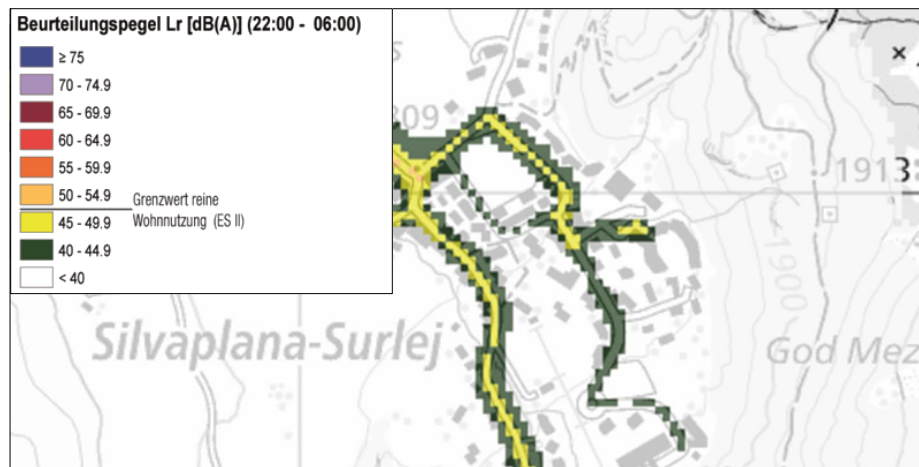 Beurteilungspegel Lr [dB(A)] (22:00 - 06:00)
≥ 75
70 - 74.9
65 - 69.9
60 - 64.9
55 - 59.9
50 - 54.9
Grenzwert reine
45 - 49.9
Wohnnutzung (ES II)
40 - 44.9
< 40
s
809
1913
3:
1900
Silvaplana-Surlej
God Mez